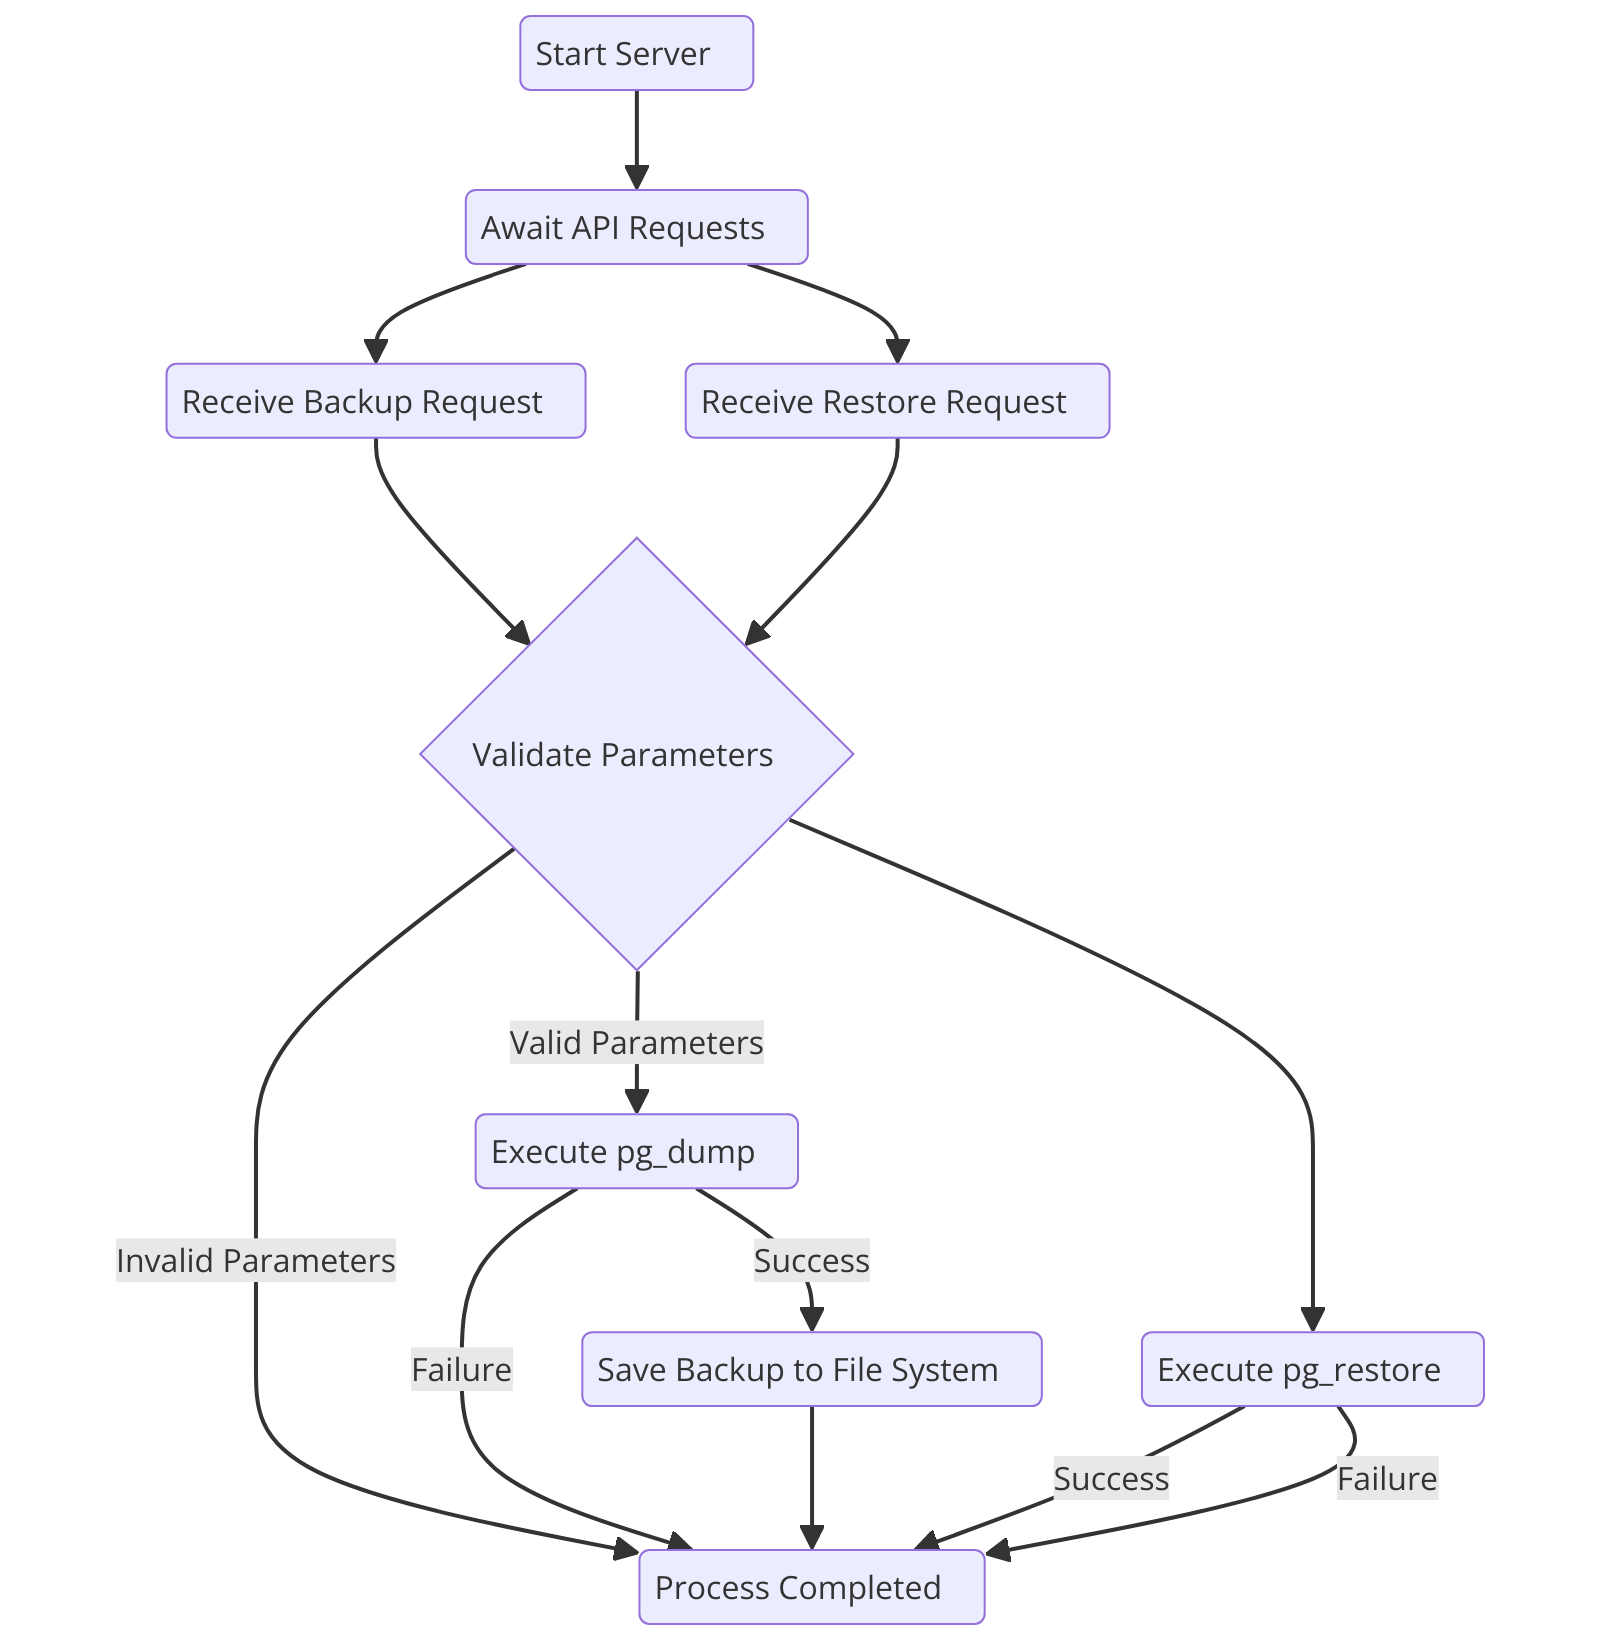 Start Server
Await API Requests
Receive Backup Request
Receive Restore Request
Validate Parameters
Valid Parameters
Execute pg_dump
Invalid Parameters
Success
Failure
Save Backup to File System
Execute pg_restore
Success
Failure
Process Completed